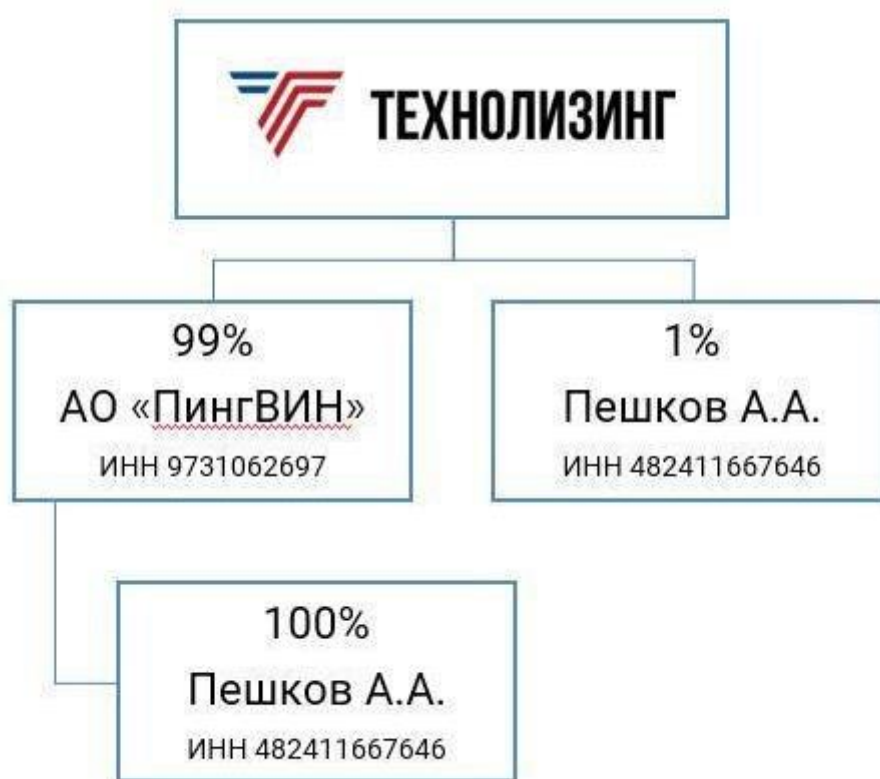 ТЕХНОЛИЗИНГ
99%
АО «ПингВИН»
ИНН 9731062697
1%
Пешков А.А.
ИНН 482411667646
100%
Пешков А.А.
ИНН 482411667646